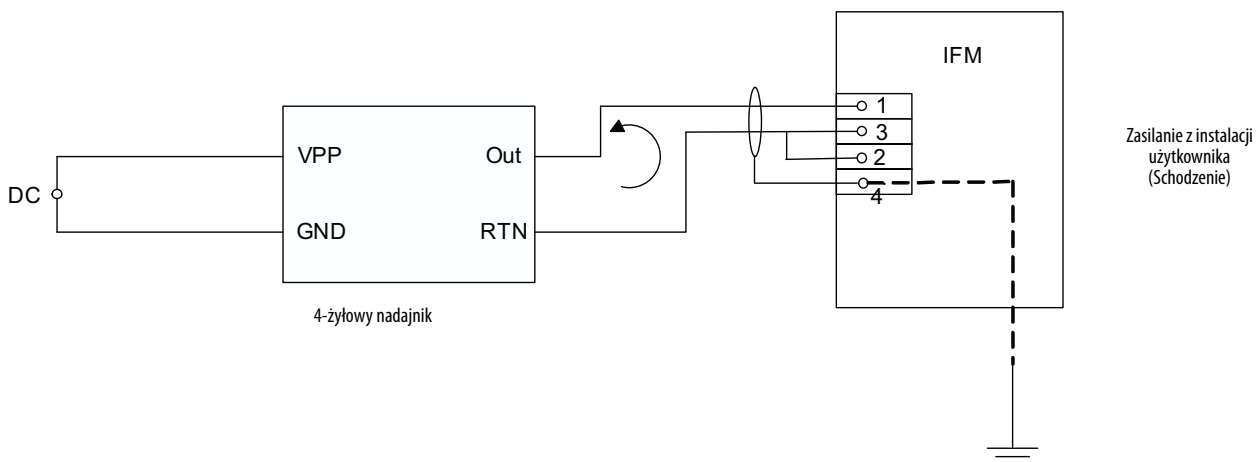 IFM
1
3
2
4
VPP
Out
DC
GND
RTN
4-żyłowy nadajnik
Zasilanie z instalacji
użytkownika
(Schodzenie)